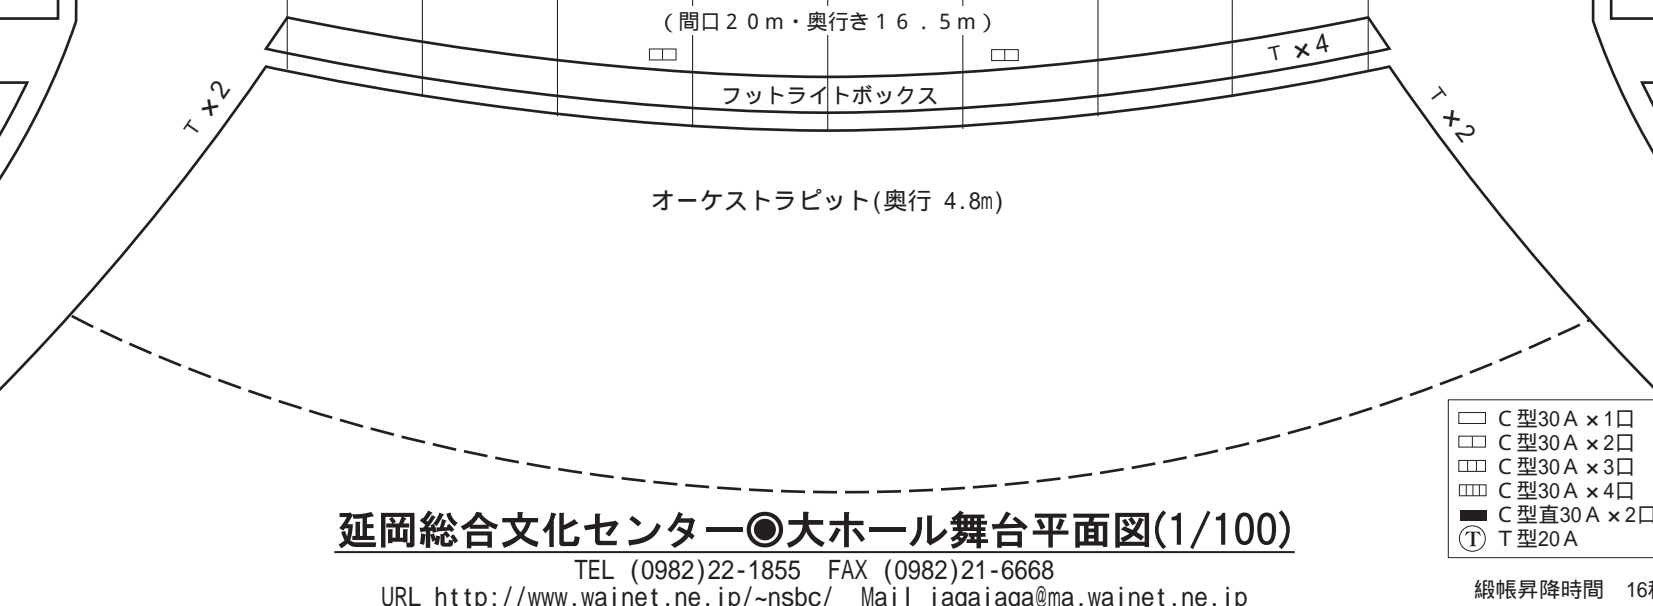 (間口20m・奥行き16.5m)
T×4
フットライトボックス
T×2
T×2
オーケストラピット(奥行 4.8m)
C型30A×1口
C型30A×2口
C型30A×3口
C型30A×4口
C型直30A×2口
T T型20A
延岡総合文化センター◉大ホール舞台平面図(1/100)
TEL (0982)22-1855 FAX (0982)21-6668
URL http://www.wainet.ne.jp/~nsbc/ Mail jagajaga@ma.wainet.ne.jp
緞帳昇降時間 16秒